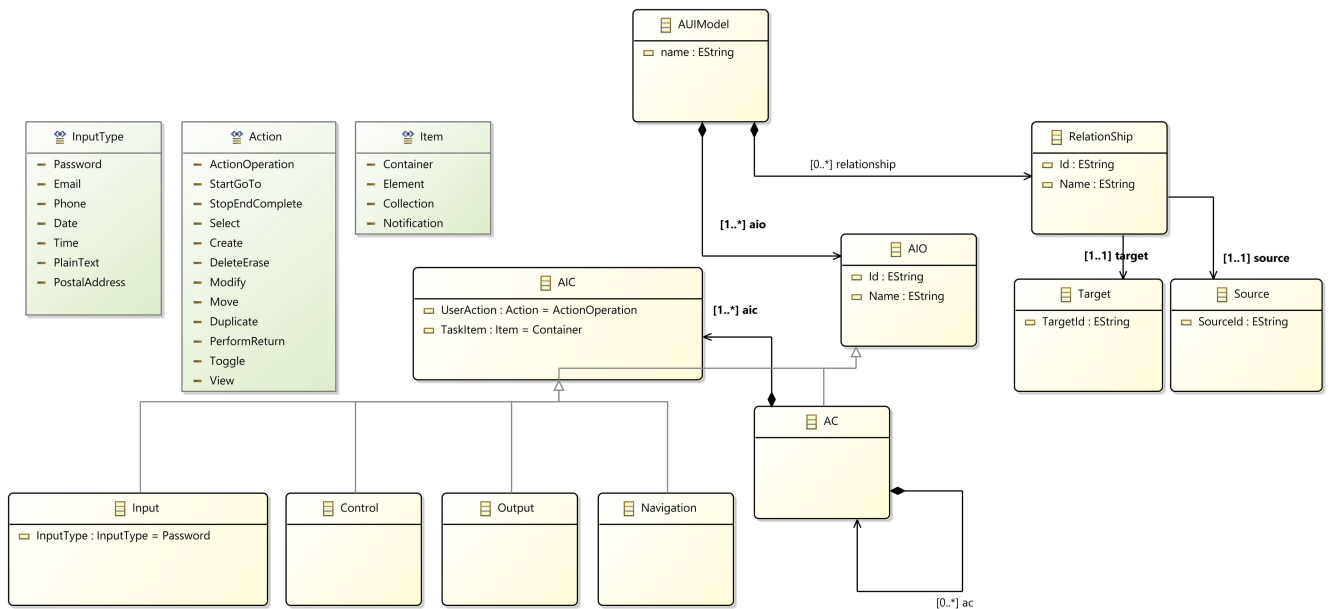 AUIModel
name : EString
InputType
Password
Email
Phone
Date
Time
PlainText
PostalAddress
Action
ActionOperation
StartGoTo
StopEndComplete
Select
Create
DeleteErase
Modify
Move
Duplicate
PerformReturn
Toggle
View
Item
Container
Element
Collection
Notification
[0..*] relationship
RelationShip
Id : EString
Name : EString
[1..*] aio
AIO
Id : EString
Name : EString
[1..1] target
[1..1] source
Target
TargetId : EString
Source
SourceId : EString
AIC
UserAction : Action = ActionOperation
TaskItem : Item = Container
[1..*] aic
AC
[0..*] ac
Input
InputType : InputType = Password
Control
Output
Navigation